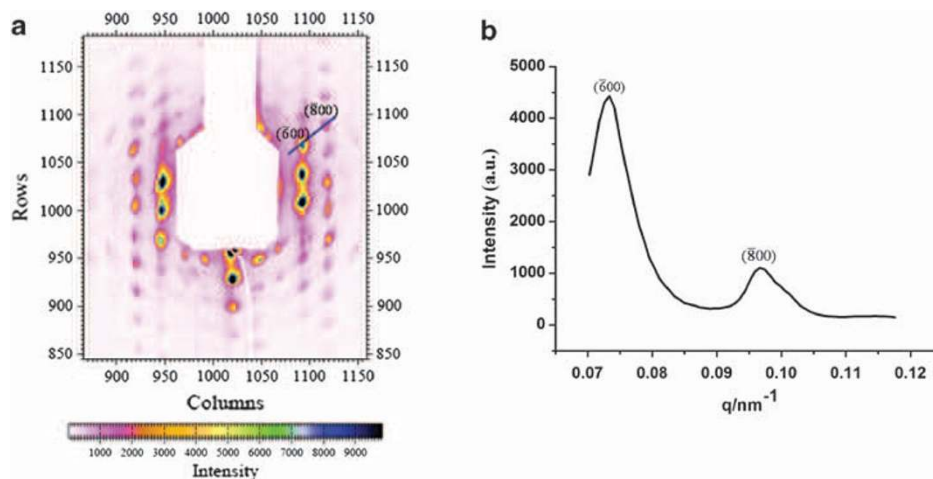 a
900 950 1000 1050 1100 1150
1150 1150
1100 1100
1050 1050
1000 1000
950 950
900 900
850 850
(8̄00)
(6̄00)
Rows
900 950 1000 1050 1100 1150
Columns
1000 2000 3000 4000 5000 6000 7000 8000 9000
Intensity
b
5000
4000
3000
2000
1000
0
Intensity (a.u.)
(6̄00)
(8̄00)
0.07 0.08 0.09 0.10 0.11 0.12
q/nm⁻¹